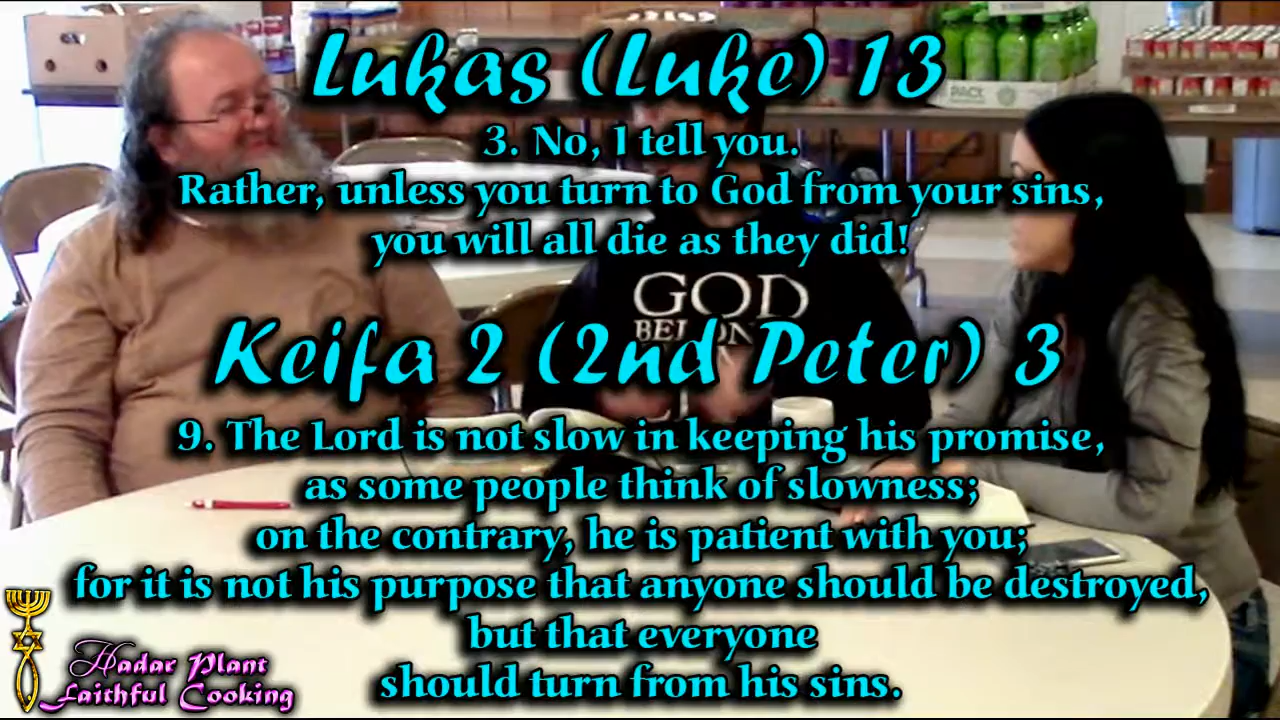 Lukas (Luke) 13
3. No, I tell you.
Rather, unless you turn to God from your sins,
you will all die as they did!
GOD
Keifa 2 (2nd Peter) 3
9. The Lord is not slow in keeping his promise,
as some people think of slowness;
on the contrary, he is patient with you;
for it is not his purpose that anyone should be destroyed,
but that everyone
should turn from his sins.
Hadar Plant
Faithful Cooking